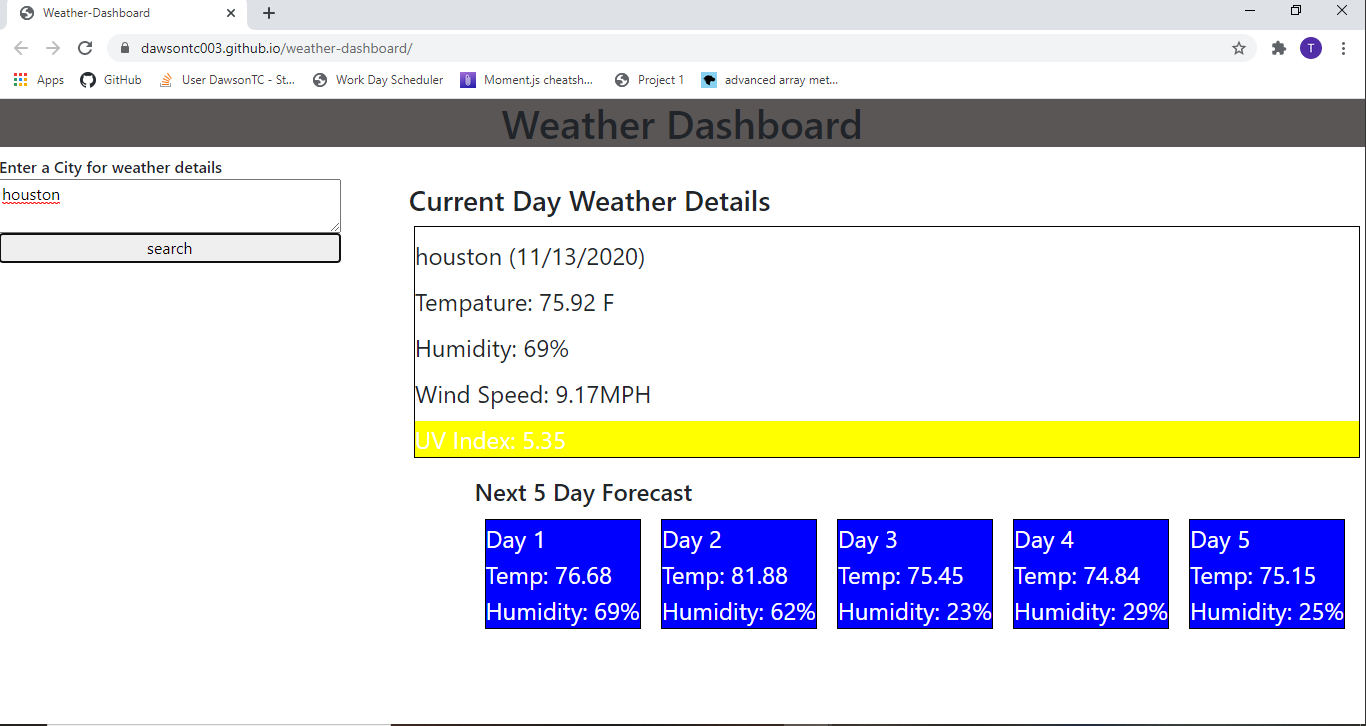 Weather-Dashboard
dawsontc003.github.io/weather-dashboard/
T
Apps GitHub User DawsonTC - St... Work Day Scheduler Moment.js cheatsh... Project 1 advanced array met...
Weather Dashboard
Enter a City for weather details
houston
search
Current Day Weather Details
houston (11/13/2020)
Tempature: 75.92 F
Humidity: 69%
Wind Speed: 9.17MPH
UV Index: 5.35
Next 5 Day Forecast
Day 1
Temp: 76.68
Humidity: 69%
Day 2
Temp: 81.88
Humidity: 62%
Day 3
Temp: 75.45
Humidity: 23%
Day 4
Temp: 74.84
Humidity: 29%
Day 5
Temp: 75.15
Humidity: 25%